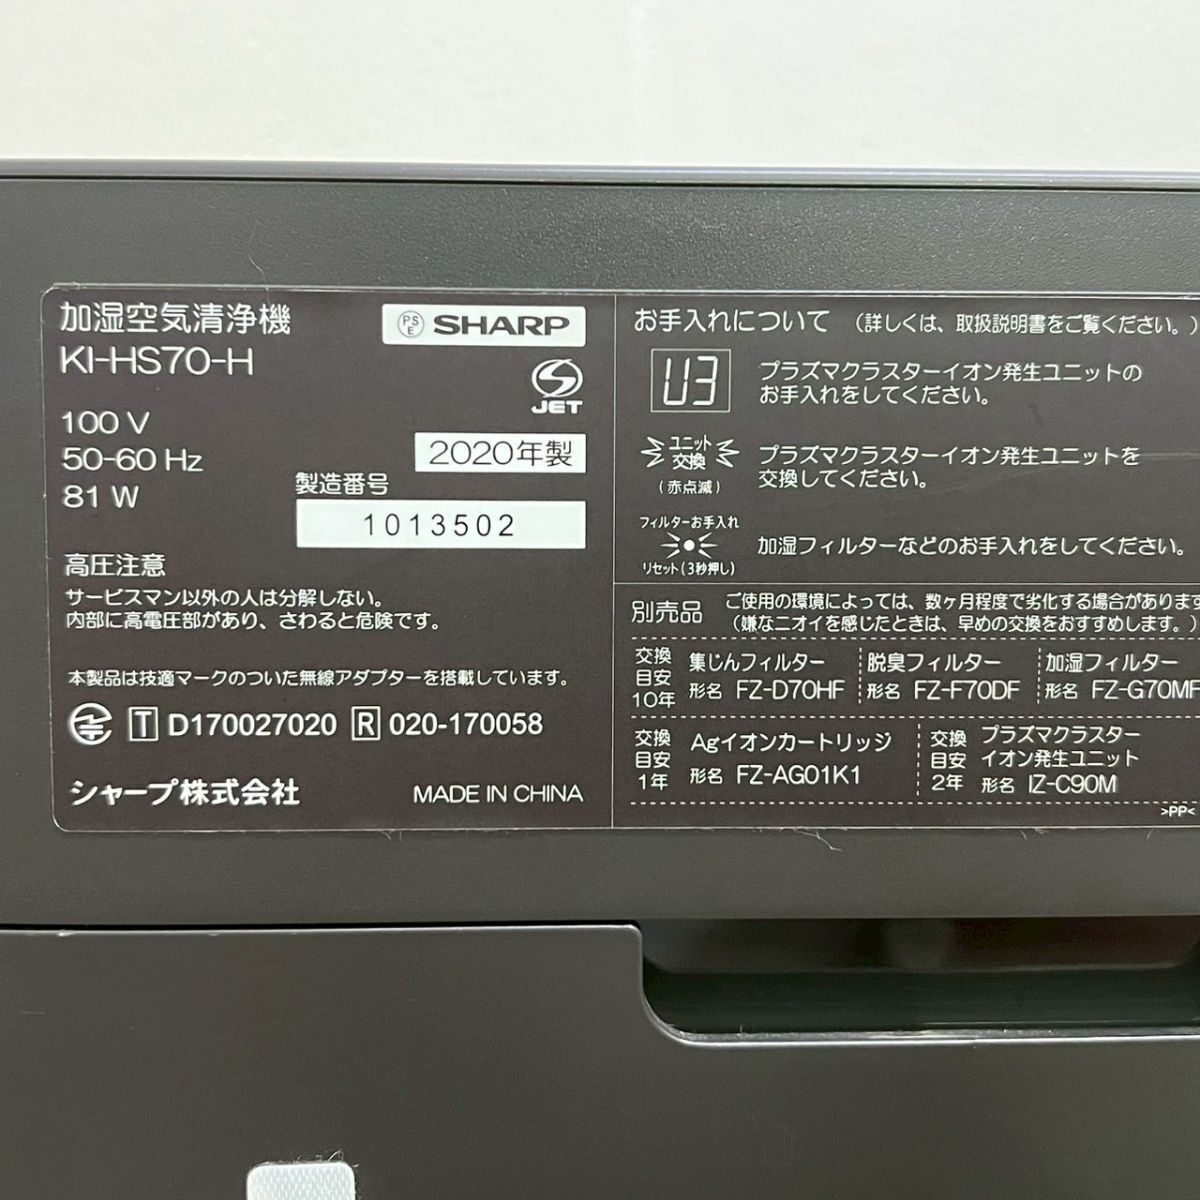 加湿空気清浄機
KI-HS70-H
PS E SHARP
JET
100 V
50-60 Hz
81 W
2020年製
製造番号
1013502
高圧注意
サービスマン以外の人は分解しない。
内部に高電圧部があり、さわると危険です。
本製品は技適マークのついた無線アダプターを搭載しています。
T D170027020 R 020-170058
シャープ株式会社
MADE IN CHINA
お手入れについて (詳しくは、取扱説明書をご覧ください。)
U3
プラズマクラスターイオン発生ユニットの
お手入れをしてください。
ユニット
交換
(赤点滅)
プラズマクラスターイオン発生ユニットを
交換してください。
フィルターお手入れ
リセット(3秒押し)
加湿フィルターなどのお手入れをしてください。
別売品
ご使用の環境によっては、数ヶ月程度で劣化する場合があります
(嫌なニオイを感じたときは、早めの交換をおすすめします。)
交換
目安
10年
集じんフィルター
形名 FZ-D70HF
脱臭フィルター
形名 FZ-F70DF
加湿フィルター
形名 FZ-G70MF
交換
目安
1年
Agイオンカートリッジ
形名 FZ-AG01K1
交換
目安
2年
プラズマクラスター
イオン発生ユニット
形名 IZ-C90M
>PP<